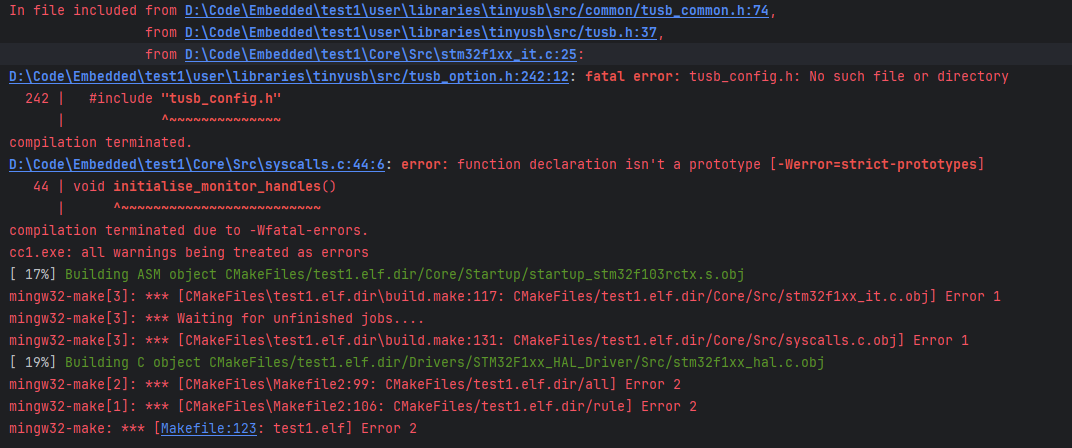 In file included from D:\Code\Embedded\test1\user\libraries\tinyusb\src/common/tusb_common.h:74,
                 from D:\Code\Embedded\test1\user\libraries\tinyusb\src/tusb.h:37,
                 from D:\Code\Embedded\test1\Core\Src\stm32f1xx_it.c:25:
D:\Code\Embedded\test1\user\libraries\tinyusb\src/tusb_option.h:242:12: fatal error: tusb_config.h: No such file or directory
  242 |   #include "tusb_config.h"
      |            ^~~~~~~~~~~~~~~
compilation terminated.
D:\Code\Embedded\test1\Core\Src\syscalls.c:44:6: error: function declaration isn't a prototype [-Werror=strict-prototypes]
   44 | void initialise_monitor_handles()
      |      ^~~~~~~~~~~~~~~~~~~~~~~~~~
compilation terminated due to -Wfatal-errors.
cc1.exe: all warnings being treated as errors
[ 17%] Building ASM object CMakeFiles/test1.elf.dir/Core/Startup/startup_stm32f103rctx.s.obj
mingw32-make[3]: *** [CMakeFiles\test1.elf.dir\build.make:117: CMakeFiles/test1.elf.dir/Core/Src/stm32f1xx_it.c.obj] Error 1
mingw32-make[3]: *** Waiting for unfinished jobs....
mingw32-make[3]: *** [CMakeFiles\test1.elf.dir\build.make:131: CMakeFiles/test1.elf.dir/Core/Src/syscalls.c.obj] Error 1
[ 19%] Building C object CMakeFiles/test1.elf.dir/Drivers/STM32F1xx_HAL_Driver/Src/stm32f1xx_hal.c.obj
mingw32-make[2]: *** [CMakeFiles\Makefile2:99: CMakeFiles/test1.elf.dir/all] Error 2
mingw32-make[1]: *** [CMakeFiles\Makefile2:106: CMakeFiles/test1.elf.dir/rule] Error 2
mingw32-make: *** [Makefile:123: test1.elf] Error 2